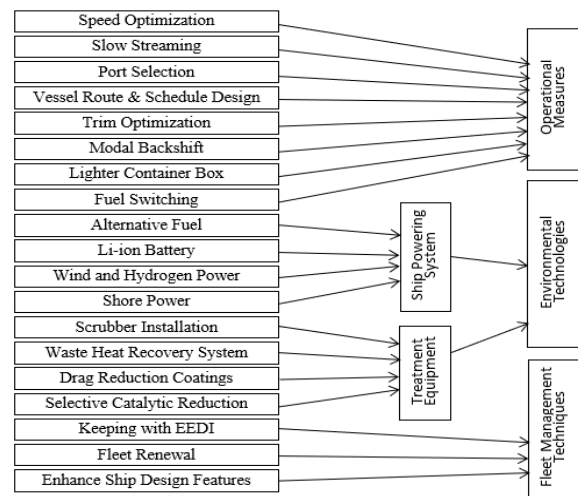 Speed Optimization
Slow Streaming
Port Selection
Vessel Route & Schedule Design
Trim Optimization
Modal Backshift
Lighter Container Box
Fuel Switching
Alternative Fuel
Li-ion Battery
Wind and Hydrogen Power
Shore Power
Scrubber Installation
Waste Heat Recovery System
Drag Reduction Coatings
Selective Catalytic Reduction
Keeping with EEDI
Fleet Renewal
Enhance Ship Design Features
Ship Powering
System
Treatment
Equipment
Operational
Measures
Environmental
Technologies
Fleet Management
Techniques